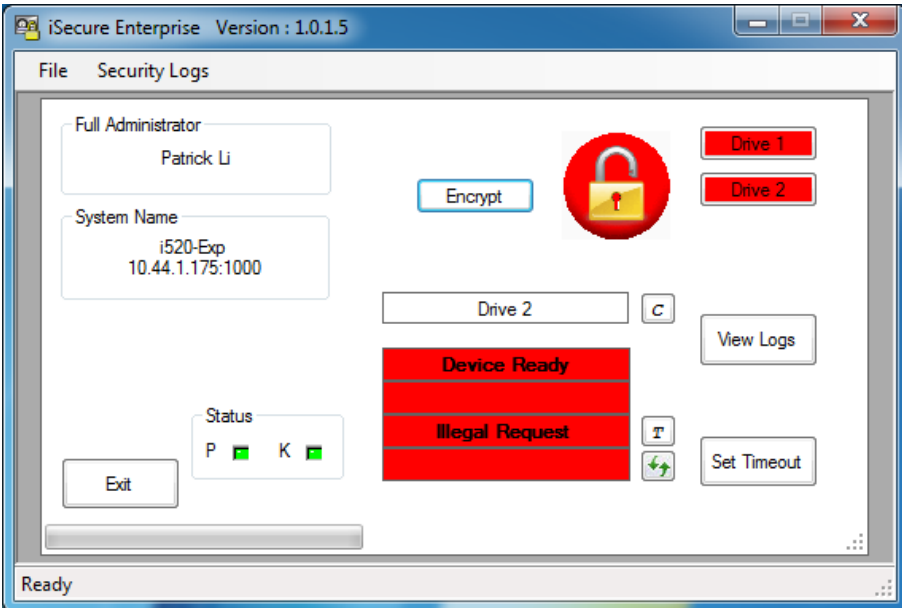 iSecure Enterprise Version : 1.0.1.5
File Security Logs
Full Administrator
Patrick Li
System Name
i520-Exp
10.44.1.175:1000
Encrypt
Drive 1
Drive 2
Drive 2
C
View Logs
Device Ready
Illegal Request
T
Set Timeout
Status
P K
Exit
Ready